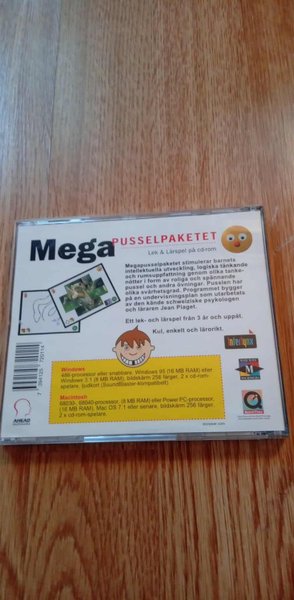 Mega
PUSSELPAKETET
Lek & Lärspel på cd-rom
Megapusselpaketet stimulerar barnets
intellektuella utveckling, logiska tänkande
och rumsuppfattning genom olika tanke-
nötter i form av roliga och spännande
pussel och andra övningar. Pusslen har
olika svårhetsgrad. Programmet bygger
på en undervisningsplan som utarbetats
av den kände schweiziske psykologen
och läraren Jean Piaget.
Ett lek- och lärspel från 3 år och uppåt.
Kul, enkelt och lärorikt.
Windows
486-processor eller snabbare, Windows 95 (16 MB RAM) eller
Windows 3.1 (8 MB RAM), bildskärm 256 färger, 2 x cd-rom-
spelare, ljudkort (SoundBlaster-kompatibelt).
Macintosh
68030-, 68040-processor, (8 MB RAM) eller Power PC-processor,
(16 MB RAM), Mac OS 7.1 eller senare, bildskärm 256 färger,
2 x cd-rom-spelare.
AHEAD